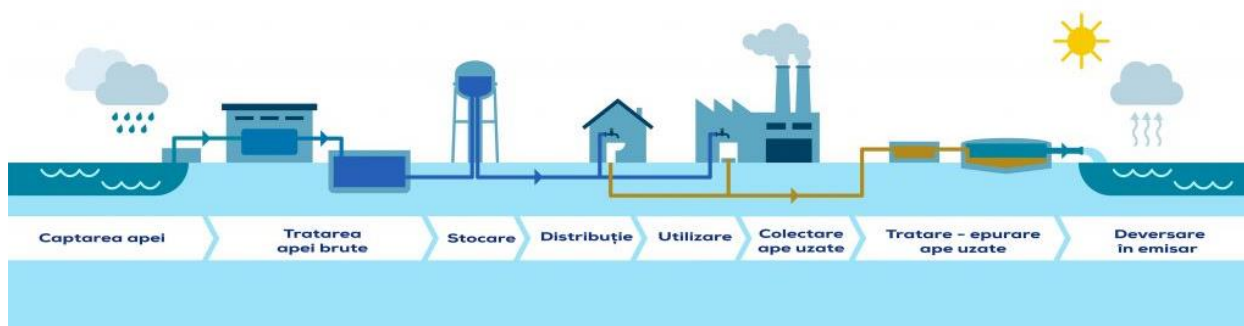 Captarea apei
Tratarea
apei brute
Stocare
Distribuție
Utilizare
Colectare
ape uzate
Tratare - epurare
ape uzate
Deversare
în emisar